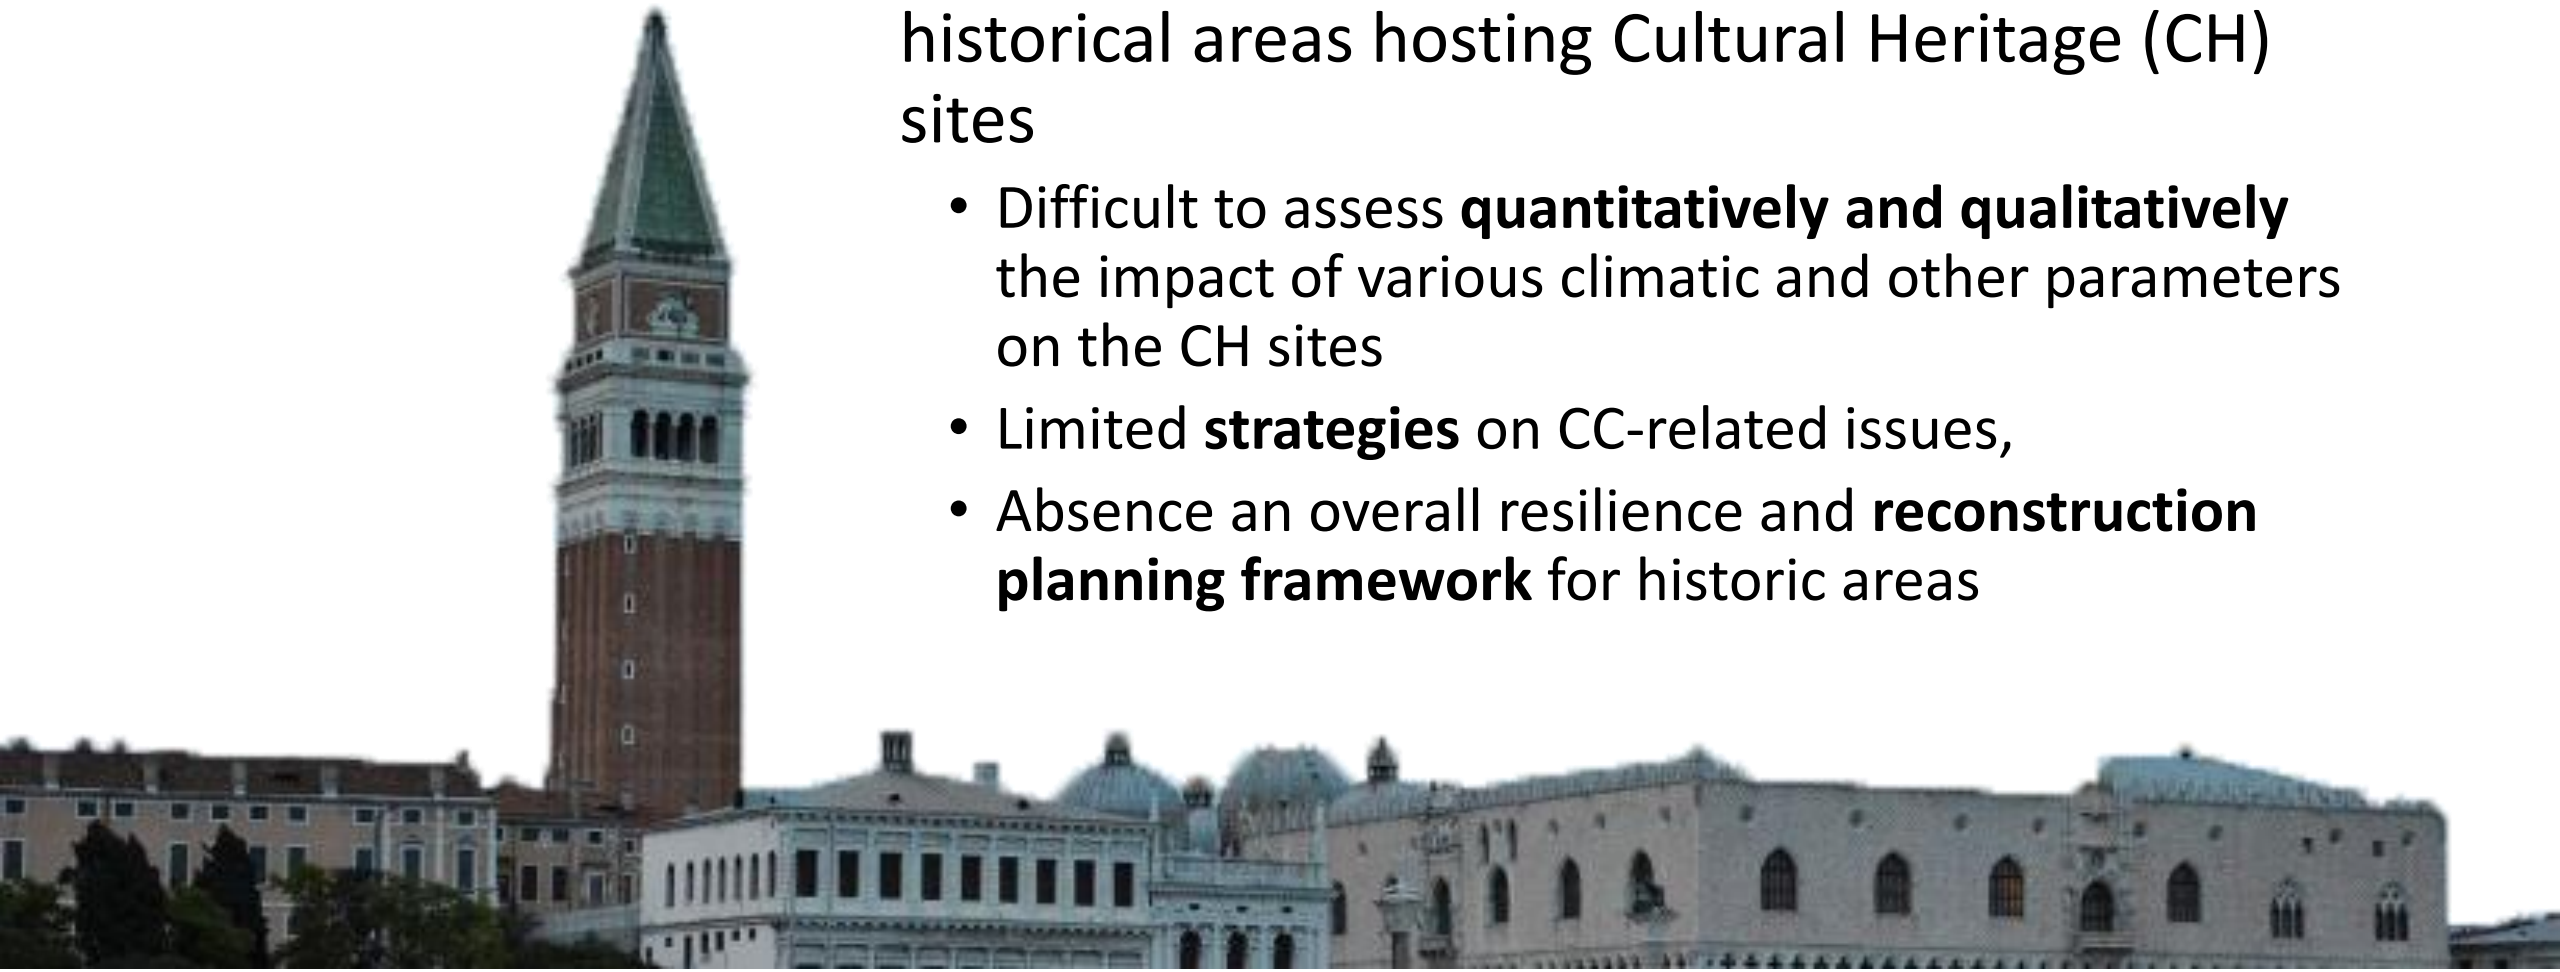 historical areas hosting Cultural Heritage (CH)
sites
• Difficult to assess quantitatively and qualitatively
the impact of various climatic and other parameters
on the CH sites
• Limited strategies on CC-related issues,
• Absence an overall resilience and reconstruction
planning framework for historic areas